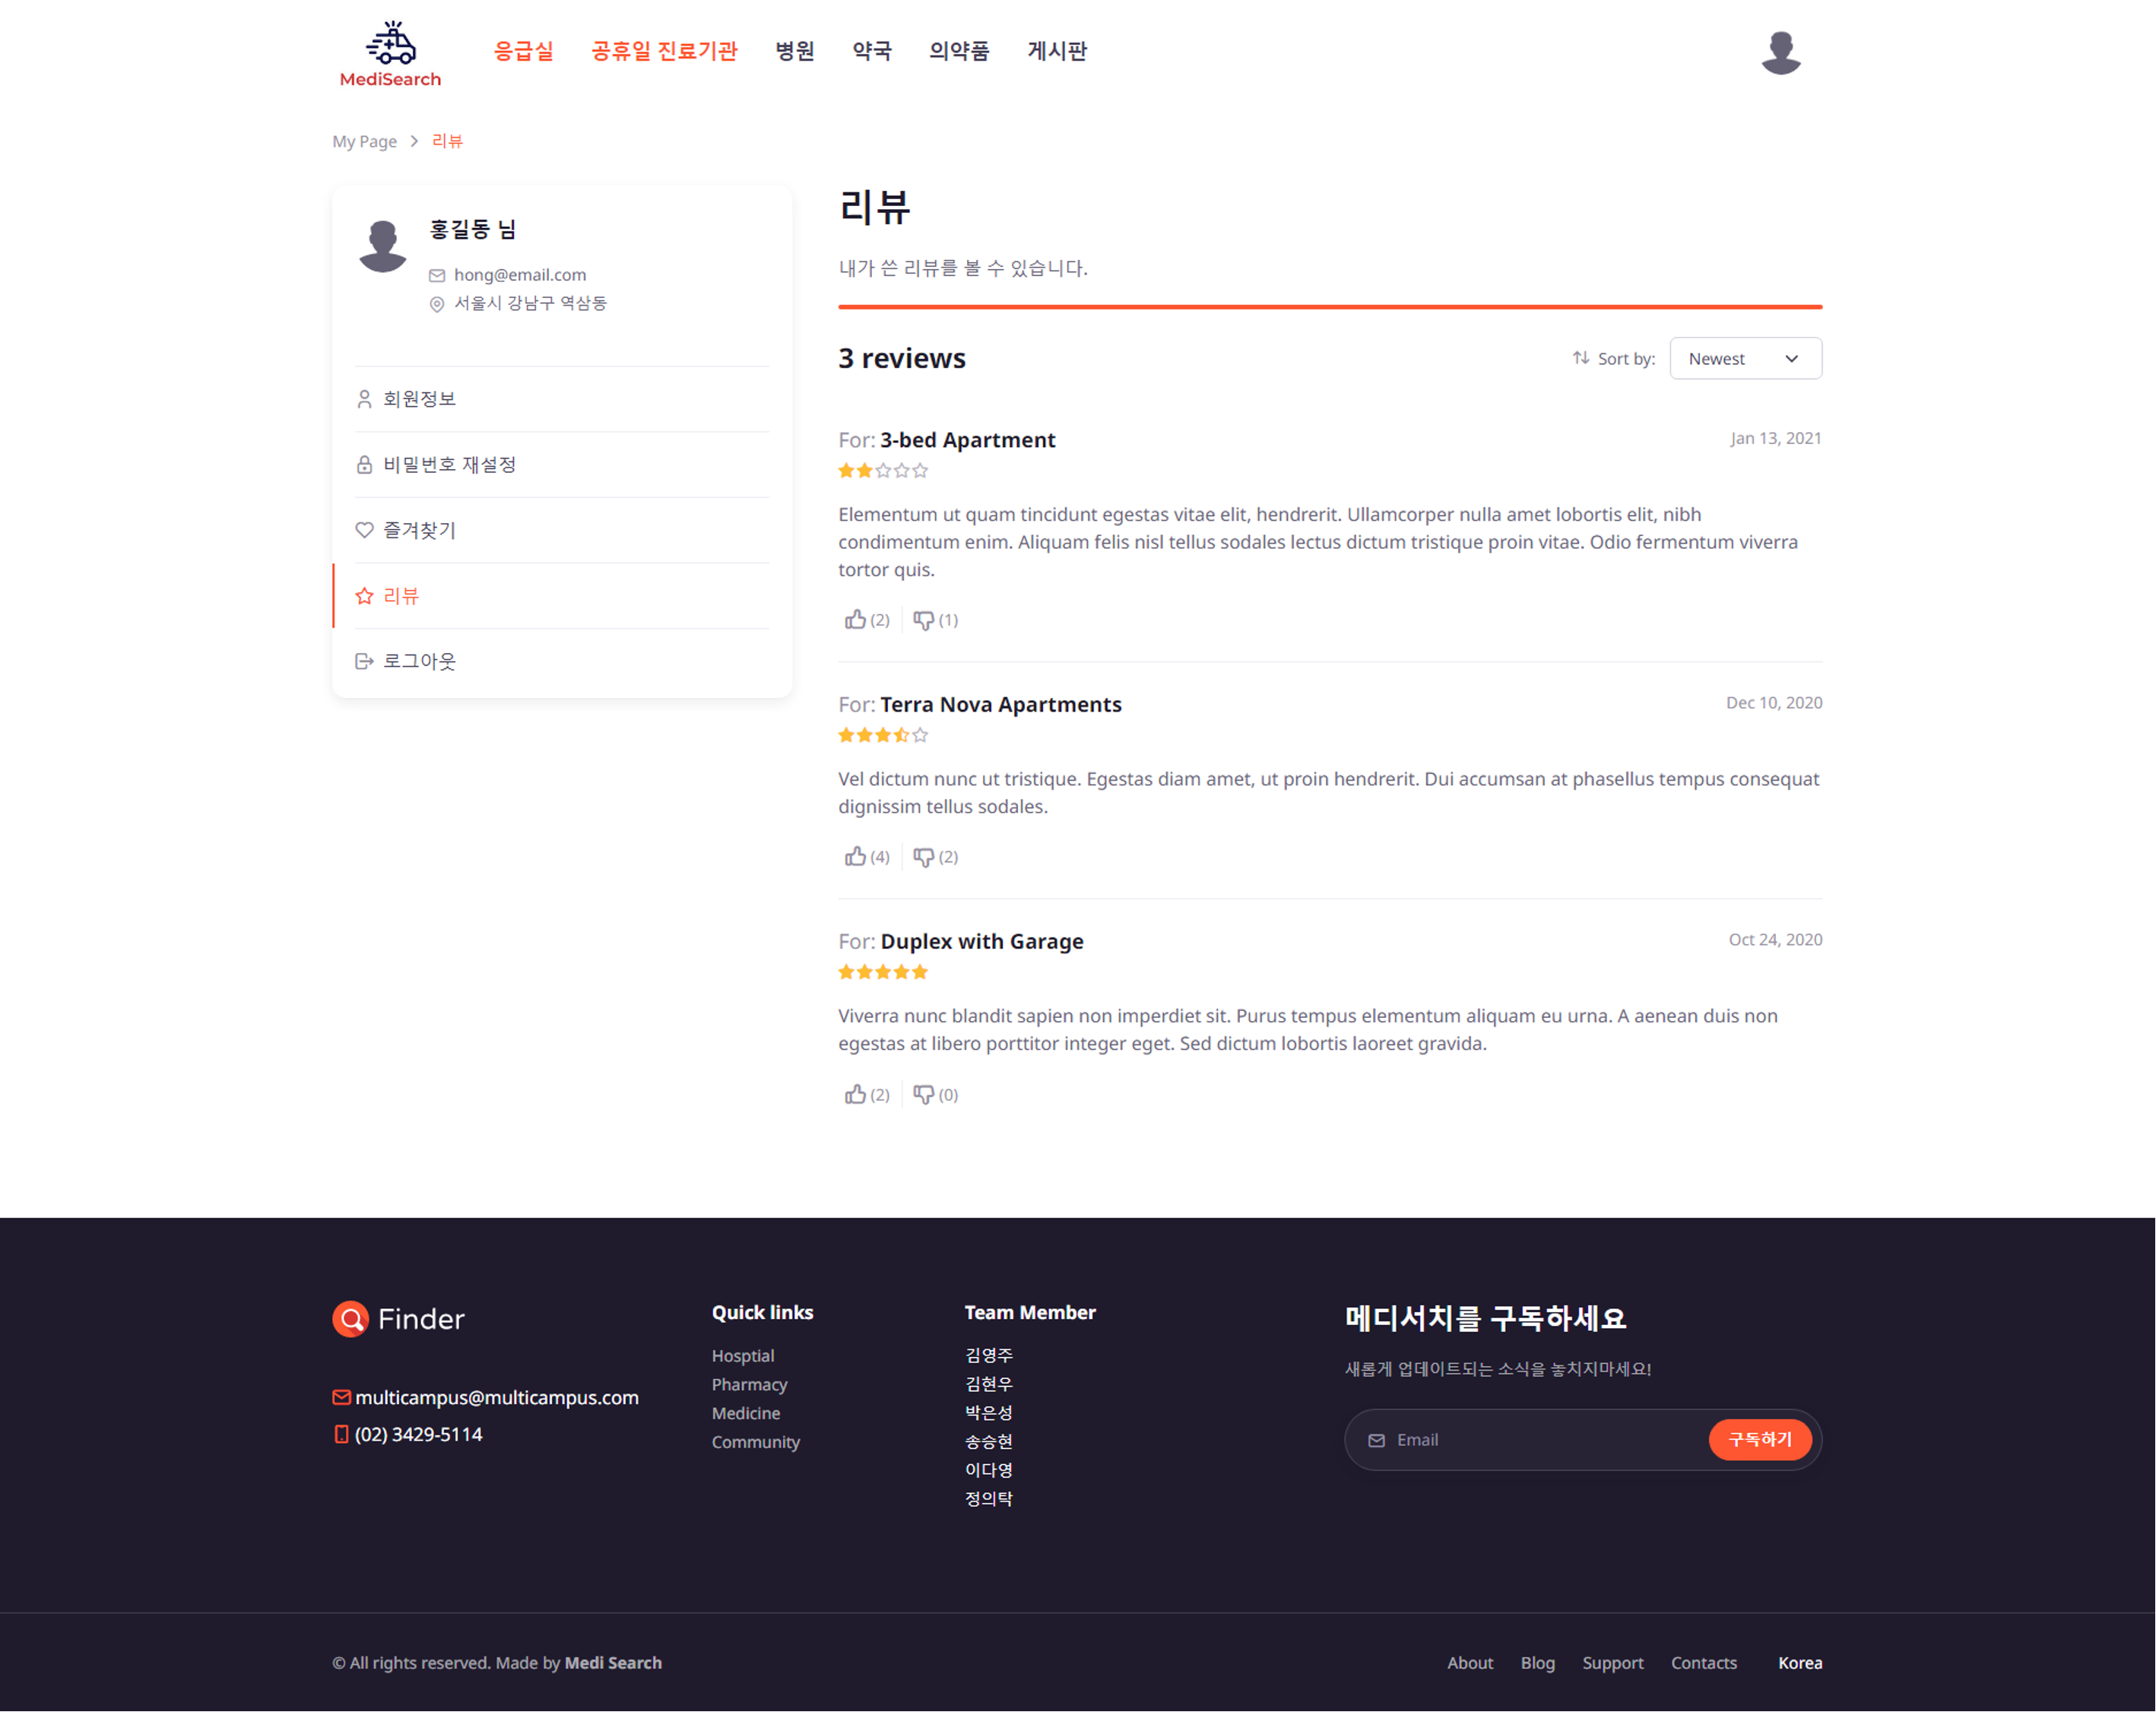 MediSearch
응급실 공휴일 진료기관 병원 약국 의약품 게시판
My Page > 리뷰
홍길동 님
hong@email.com
서울시 강남구 역삼동
회원정보
비밀번호 재설정
즐겨찾기
리뷰
로그아웃
리뷰
내가 쓴 리뷰를 볼 수 있습니다.
3 reviews
Sort by: Newest
For: 3-bed Apartment
Jan 13, 2021
Elementum ut quam tincidunt egestas vitae elit, hendrerit. Ullamcorper nulla amet lobortis elit, nibh
condimentum enim. Aliquam felis nisl tellus sodales lectus dictum tristique proin vitae. Odio fermentum viverra
tortor quis.
(2) (1)
For: Terra Nova Apartments
Dec 10, 2020
Vel dictum nunc ut tristique. Egestas diam amet, ut proin hendrerit. Dui accumsan at phasellus tempus consequat
dignissim tellus sodales.
(4) (2)
For: Duplex with Garage
Oct 24, 2020
Viverra nunc blandit sapien non imperdiet sit. Purus tempus elementum aliquam eu urna. A aenean duis non
egestas at libero porttitor integer eget. Sed dictum lobortis laoreet gravida.
(2) (0)
Finder
multicampus@multicampus.com
(02) 3429-5114
Quick links
Hosptial
Pharmacy
Medicine
Community
Team Member
김영주
김현우
박은성
송승현
이다영
정의탁
메디서치를 구독하세요
새롭게 업데이트되는 소식을 놓치지마세요!
Email 구독하기
© All rights reserved. Made by Medi Search
About Blog Support Contacts Korea